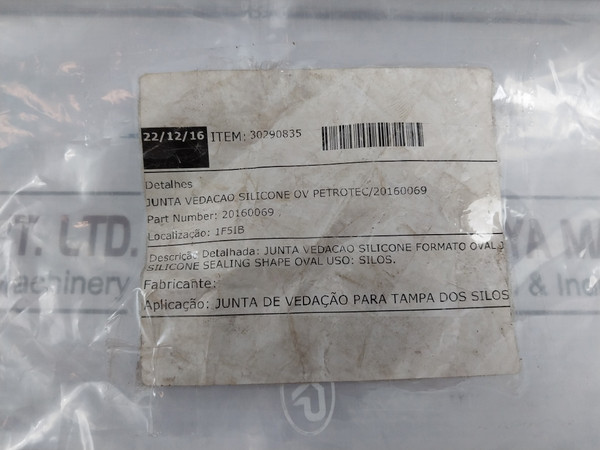 22/12/16 ITEM: 30290835
Detalhes
JUNTA VEDACAO SILICONE OV PETROTEC/20160069
Part Number: 20160069
Localização: 1F5IB
Descrição Detalhada: JUNTA VEDACAO SILICONE FORMATO OVAL
SILICONE SEALING SHAPE OVAL USO: SILOS.
Fabricante:
Aplicação: JUNTA DE VEDAÇÃO PARA TAMPA DOS SILOS
T. LTD.
YA M
achinery
& Ind